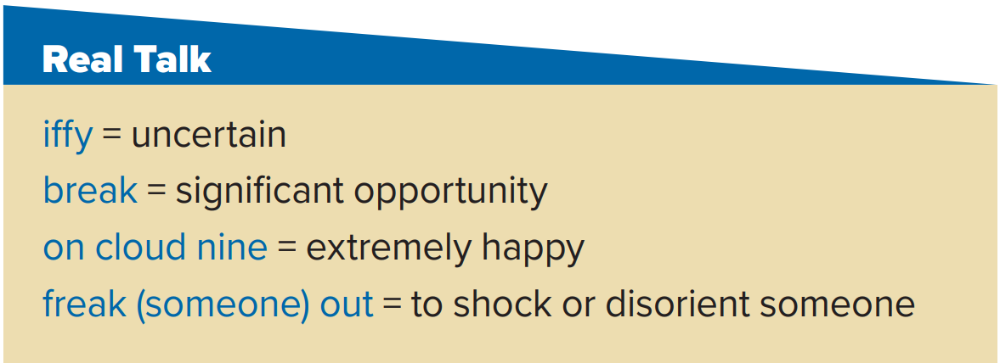 Real Talk
iffy = uncertain
break = significant opportunity
on cloud nine = extremely happy
freak (someone) out = to shock or disorient someone